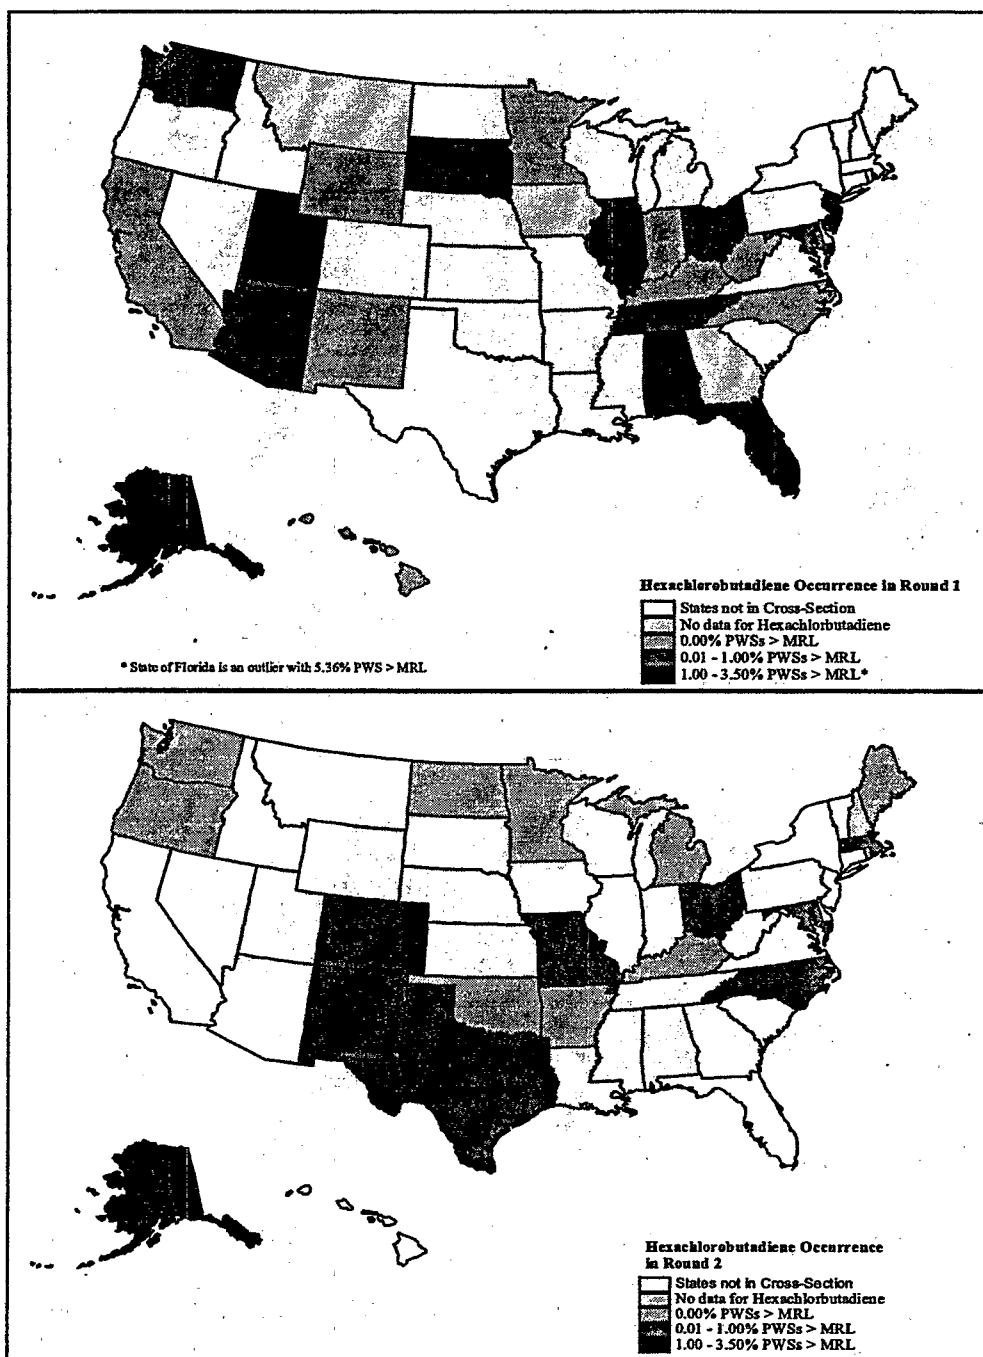 Hexachlorobutadiene Occurrence in Round 1
States not in Cross-Section
No data for Hexachlorbutadiene
0.00% PWSs > MRL
0.01 - 1.00% PWSs > MRL
1.00 - 3.50% PWSs > MRL*
* State of Florida is an outlier with 5.36% PWS > MRL
Hexachlorobutadiene Occurrence
in Round 2
States not in Cross-Section
No data for Hexachlorbutadiene
0.00% PWSs > MRL
0.01 - 1.00% PWSs > MRL
1.00 - 3.50% PWSs > MRL